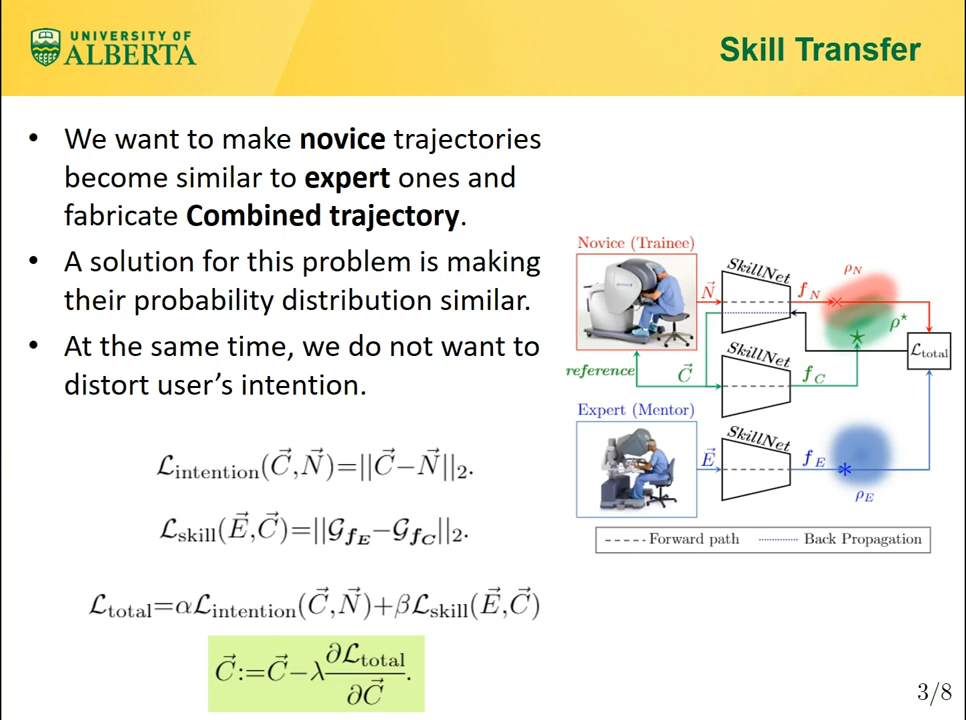 UNIVERSITY OF
ALBERTA
Skill Transfer
• We want to make novice trajectories
become similar to expert ones and
fabricate Combined trajectory.
• A solution for this problem is making
their probability distribution similar.
• At the same time, we do not want to
distort user's intention.
ℒintention(C⃗,N⃗)=||C⃗−N⃗||₂.
ℒskill(E⃗,C⃗)=||𝒢fE−𝒢fC||₂.
ℒtotal=αℒintention(C⃗,N⃗)+βℒskill(E⃗,C⃗)
C⃗:=C⃗−λ∂ℒtotal/∂C⃗.
Novice (Trainee)
N⃗
SkillNet
fN
ρN
ρ*
ℒtotal
reference
C⃗
SkillNet
fC
Expert (Mentor)
E⃗
SkillNet
fE
ρE
Forward path
Back Propagation
3/8